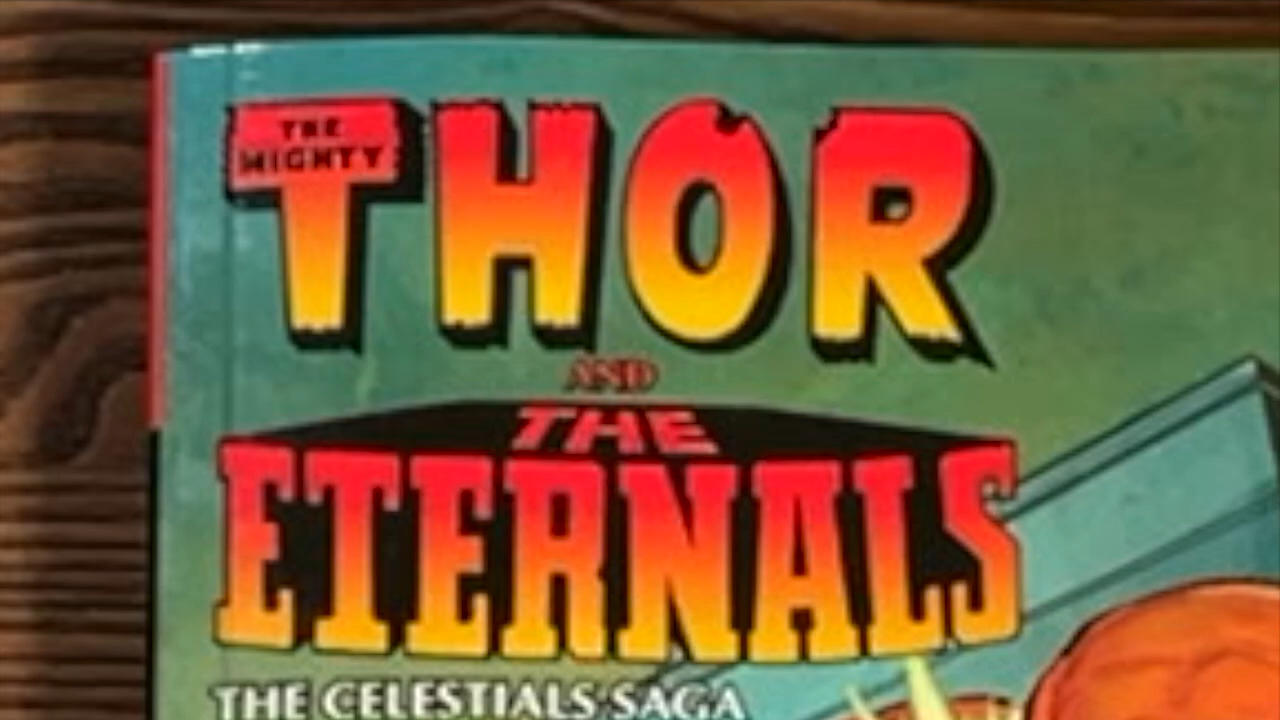 THE
MIGHTY
THOR
AND
THE
ETERNALS
THE CELESTIALS SAGA